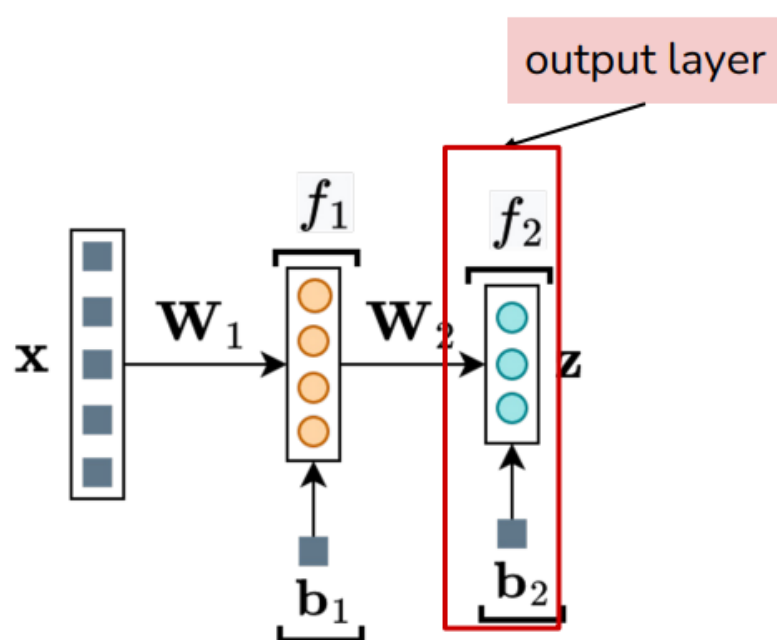 output layer
f₁
f₂
W₁
W₂
x
z
b₁
b₂